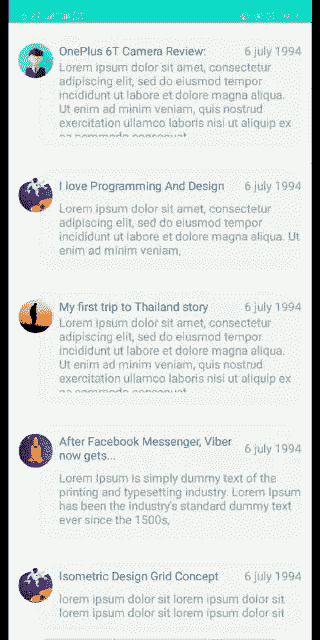 OnePlus 6T Camera Review:
6 july 1994
Lorem ipsum dolor sit amet, consectetur
adipiscing elit, sed do eiusmod tempor
incididunt ut labore et dolore magna aliqua.
Ut enim ad minim veniam, quis nostrud
exercitation ullamco laboris nisi ut aliquip ex
ea commodo consequat
I love Programming And Design
6 july 1994
Lorem ipsum dolor sit amet, consectetur
adipiscing elit, sed do eiusmod tempor
incididunt ut labore et dolore magna aliqua. Ut
enim ad minim veniam,
My first trip to Thailand story
6 july 1994
Lorem ipsum dolor sit amet, consectetur
adipiscing elit, sed do eiusmod tempor
incididunt ut labore et dolore magna aliqua.
Ut enim ad minim veniam, quis nostrud
exercitation ullamco laboris nisi ut aliquip ex
ea commodo consequat
After Facebook Messenger, Viber
now gets...
6 july 1994
Lorem Ipsum is simply dummy text of the
printing and typesetting industry. Lorem Ipsum
has been the industry's standard dummy text
ever since the 1500s,
Isometric Design Grid Concept
6 july 1994
lorem ipsum dolor sit lorem ipsum dolor sit
lorem ipsum dolor sit lorem ipsum dolor sit